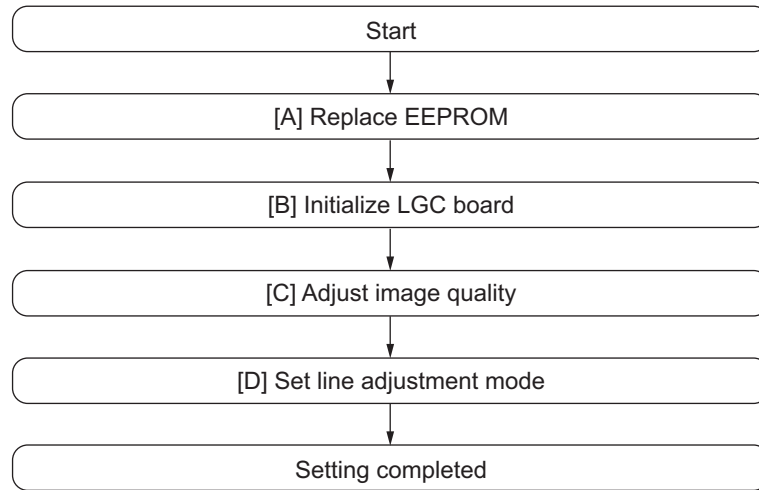 Start
[A] Replace EEPROM
[B] Initialize LGC board
[C] Adjust image quality
[D] Set line adjustment mode
Setting completed